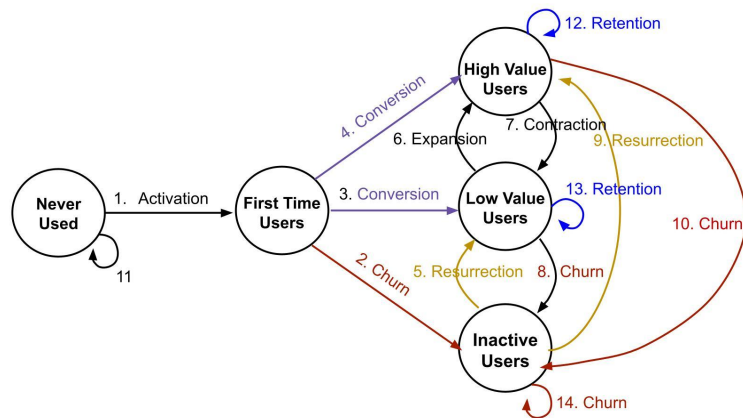 12. Retention
High Value
Users
4. Conversion
6. Expansion
7. Contraction
9. Resurrection
Never
Used
1. Activation
First Time
Users
3. Conversion
Low Value
Users
13. Retention
10. Churn
11
2. Churn
5. Resurrection
8. Churn
Inactive
Users
14. Churn